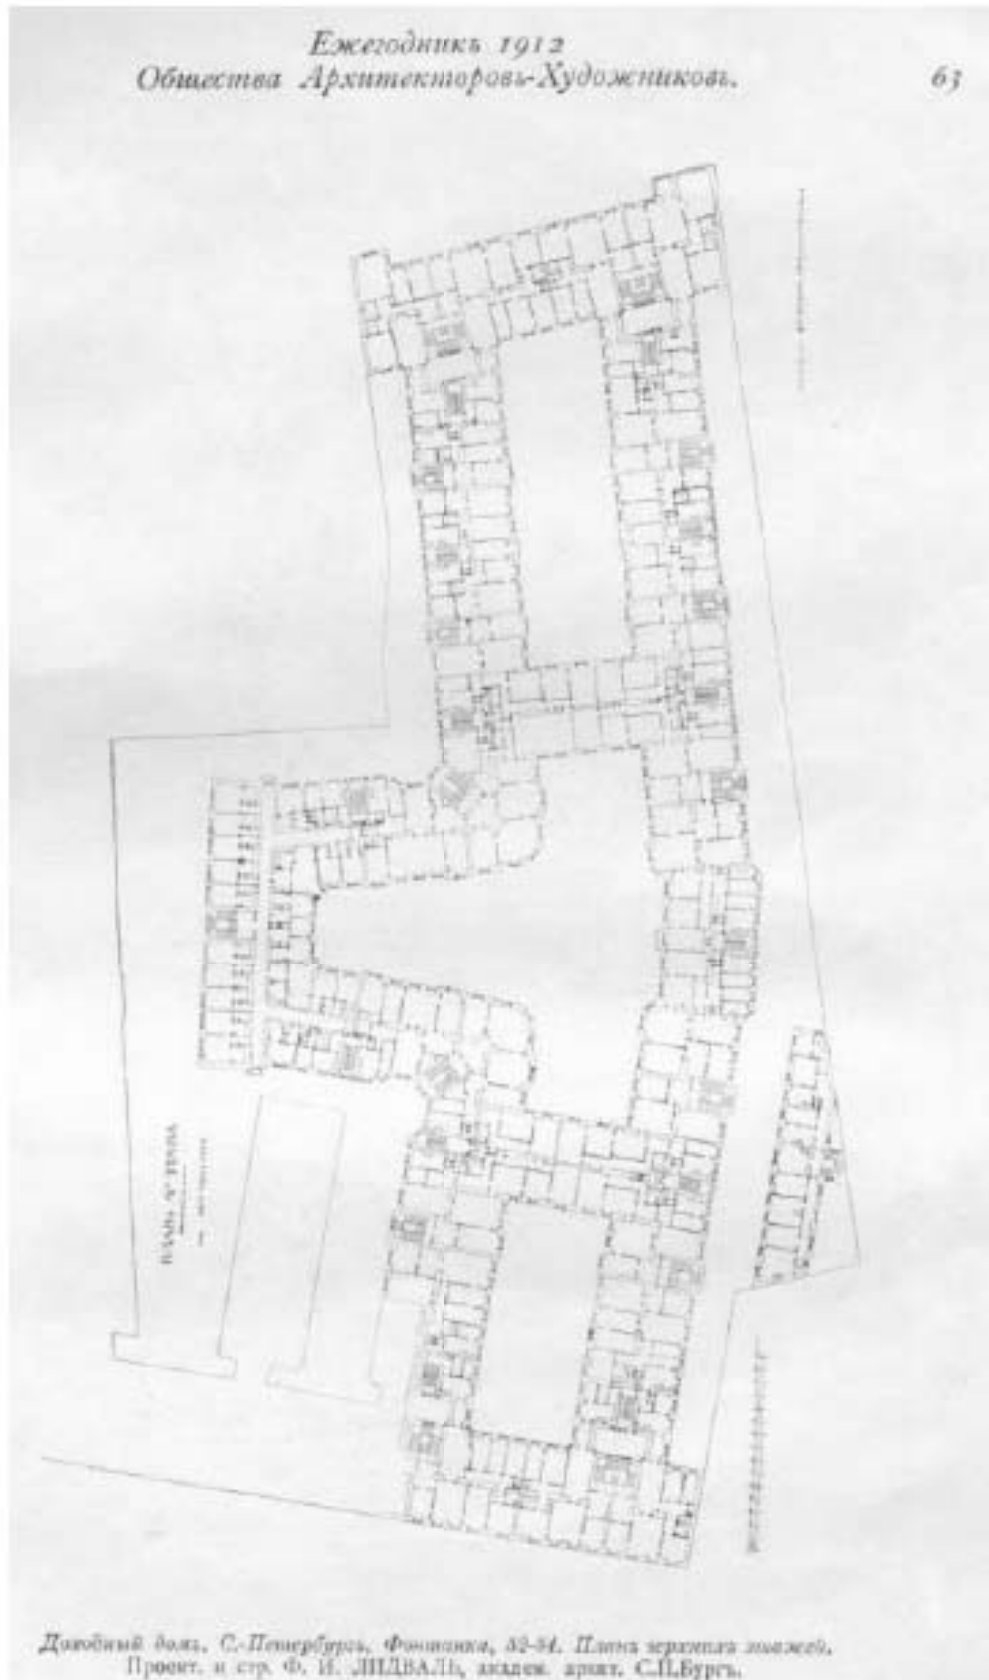 Ежегодникъ 1912
Общества Архитекторовъ-Художниковъ.
63
ПЛАНЪ
Доходный домъ. С.-Петербургъ, Фонтанка, 52-54. Планъ верхнихъ этажей.
Проект. и стр. Ф. И. ЛИДВАЛЬ, академ. архит. С.П.Бургъ.